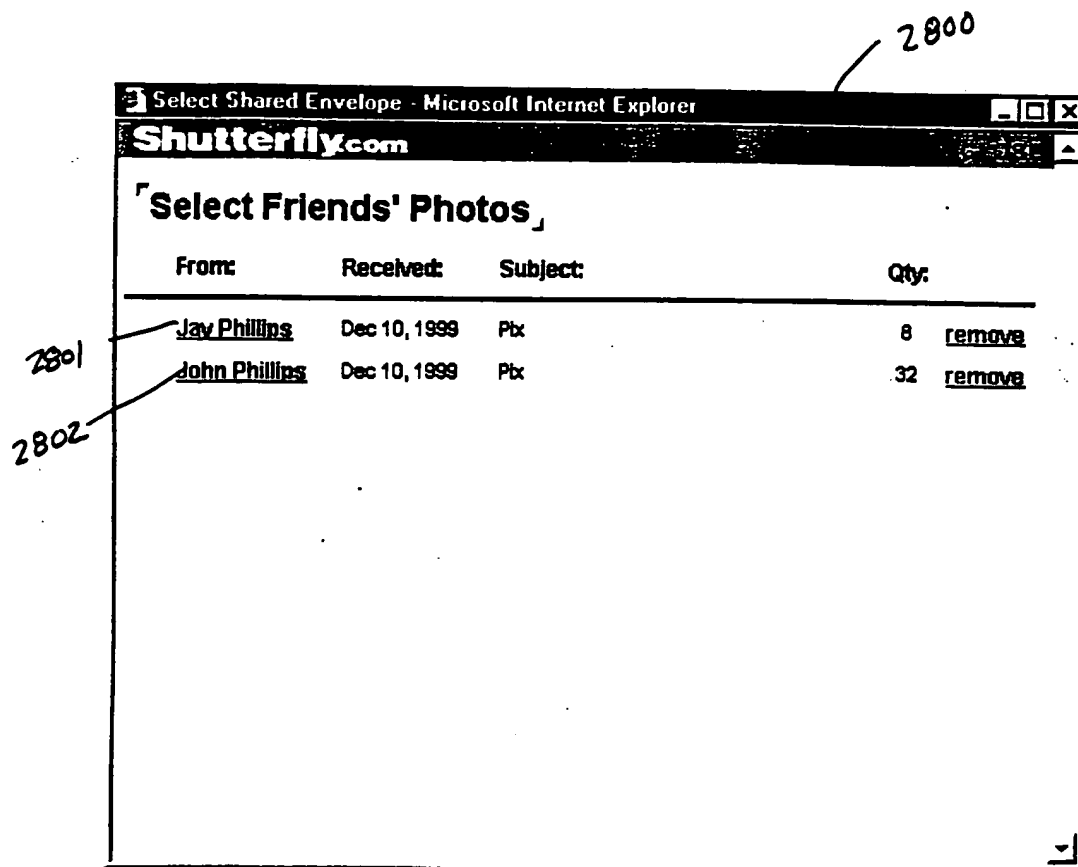 2800
Select Shared Envelope - Microsoft Internet Explorer
Shutterfly.com
Select Friends' Photos
From: Received: Subject: Qty:
2801 Jay Phillips Dec 10, 1999 Pix 8 remove
2802 John Phillips Dec 10, 1999 Pix 32 remove